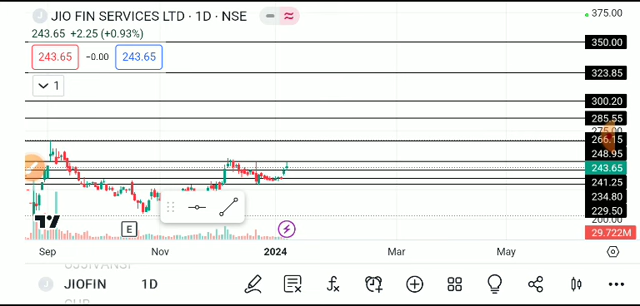 JIO FIN SERVICES LTD · 1D · NSE
243.65 +2.25 (+0.93%)
243.65 −0.00 243.65
1
375.00
350.00
323.85
300.20
285.55
275.00
266.15
248.95
243.65
241.25
234.80
229.50
200.00
29.722M
E
Sep Nov 2024 Mar May
J JIOFIN 1D